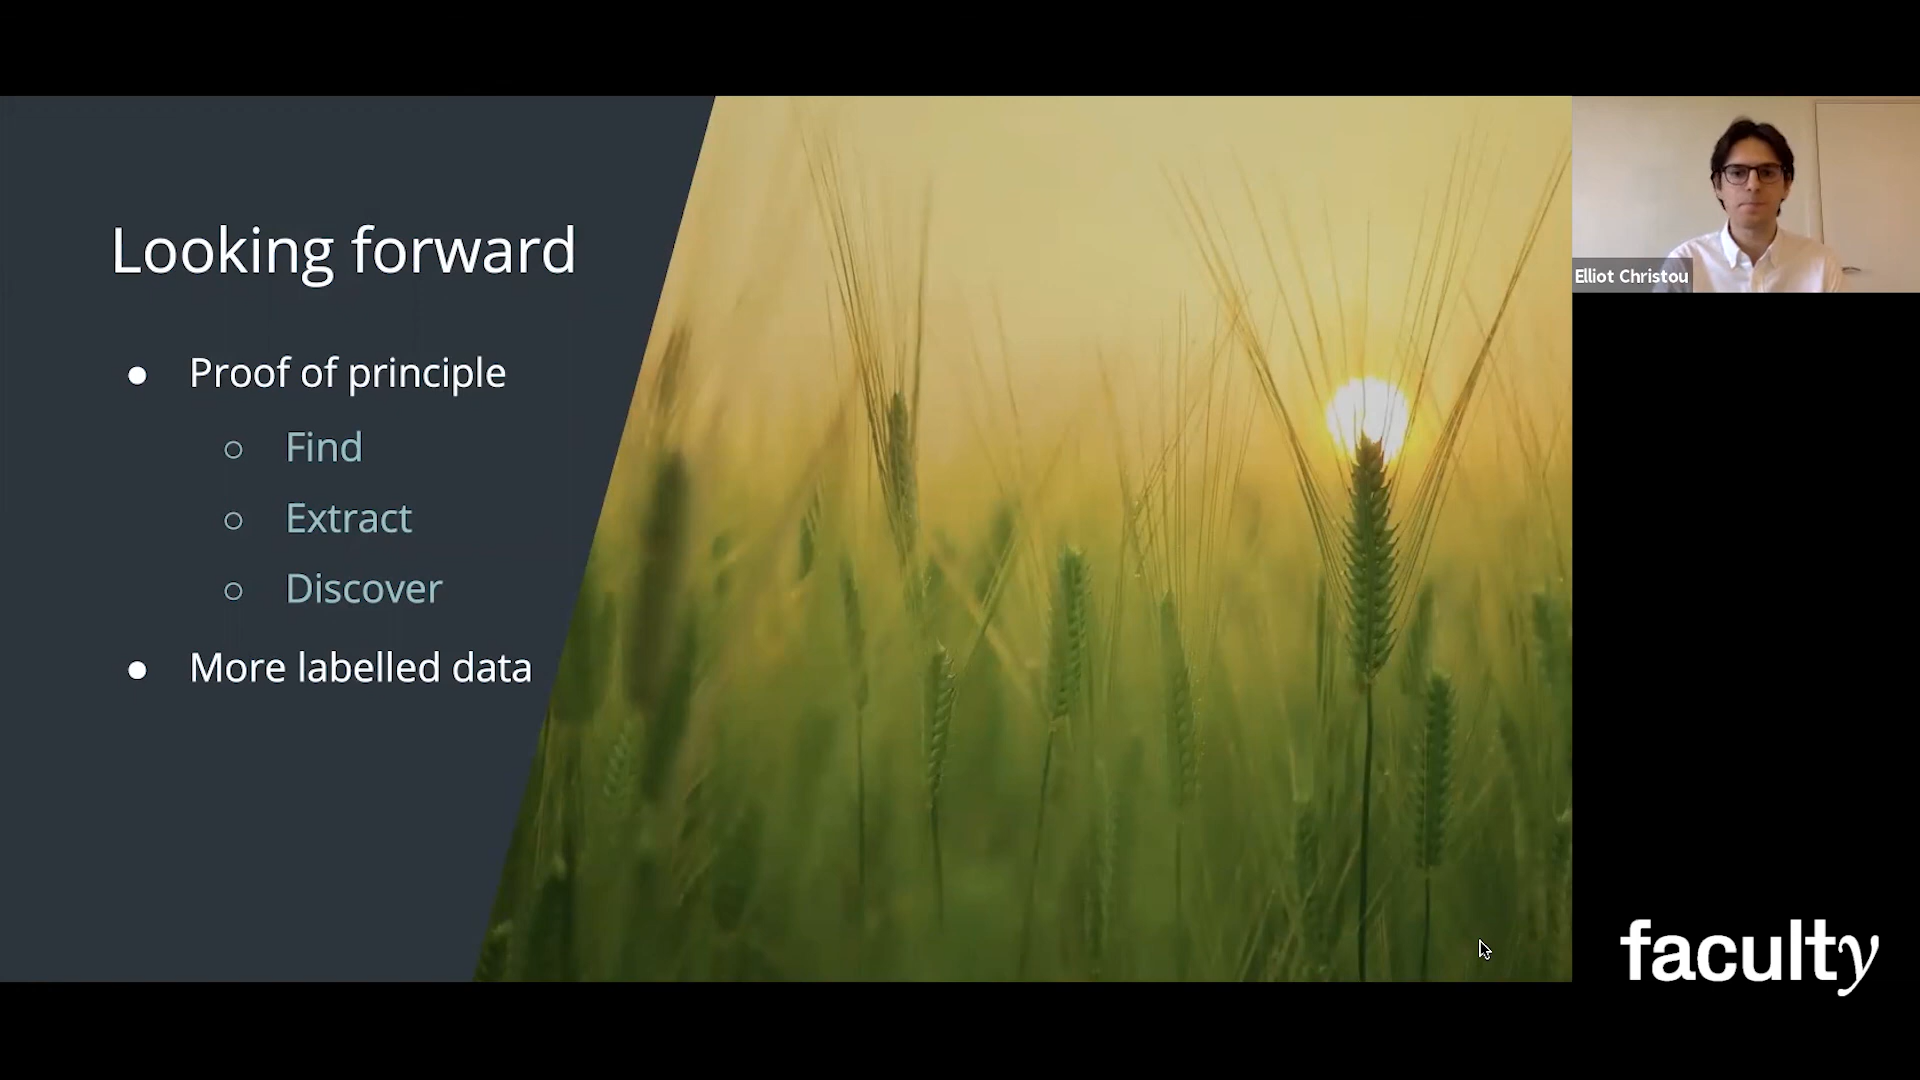 Looking forward
● Proof of principle
○ Find
○ Extract
○ Discover
● More labelled data
Elliot Christou
faculty